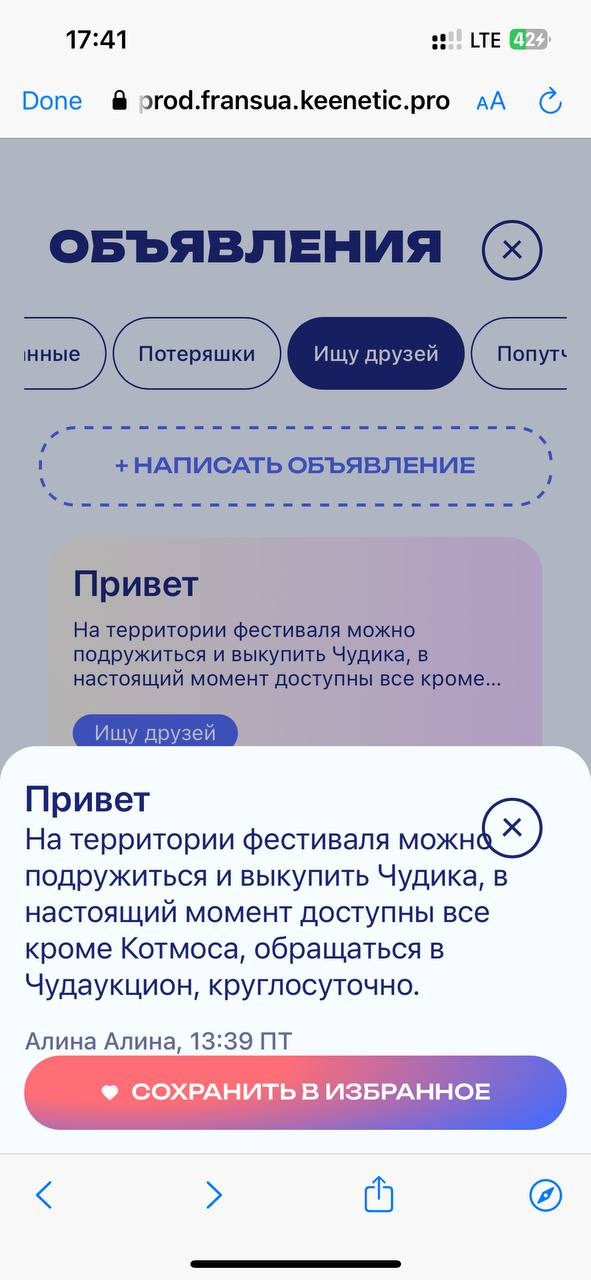 17:41
LTE 42
Done prod.fransua.keenetic.pro AA
ОБЪЯВЛЕНИЯ
нные Потеряшки Ищу друзей Попутч
+ НАПИСАТЬ ОБЪЯВЛЕНИЕ
Привет
На территории фестиваля можно
подружиться и выкупить Чудика, в
настоящий момент доступны все кроме...
Ищу друзей
Привет
На территории фестиваля можно
подружиться и выкупить Чудика, в
настоящий момент доступны все
кроме Котмоса, обращаться в
Чудаукцион, круглосуточно.
Алина Алина, 13:39 ПТ
СОХРАНИТЬ В ИЗБРАННОЕ